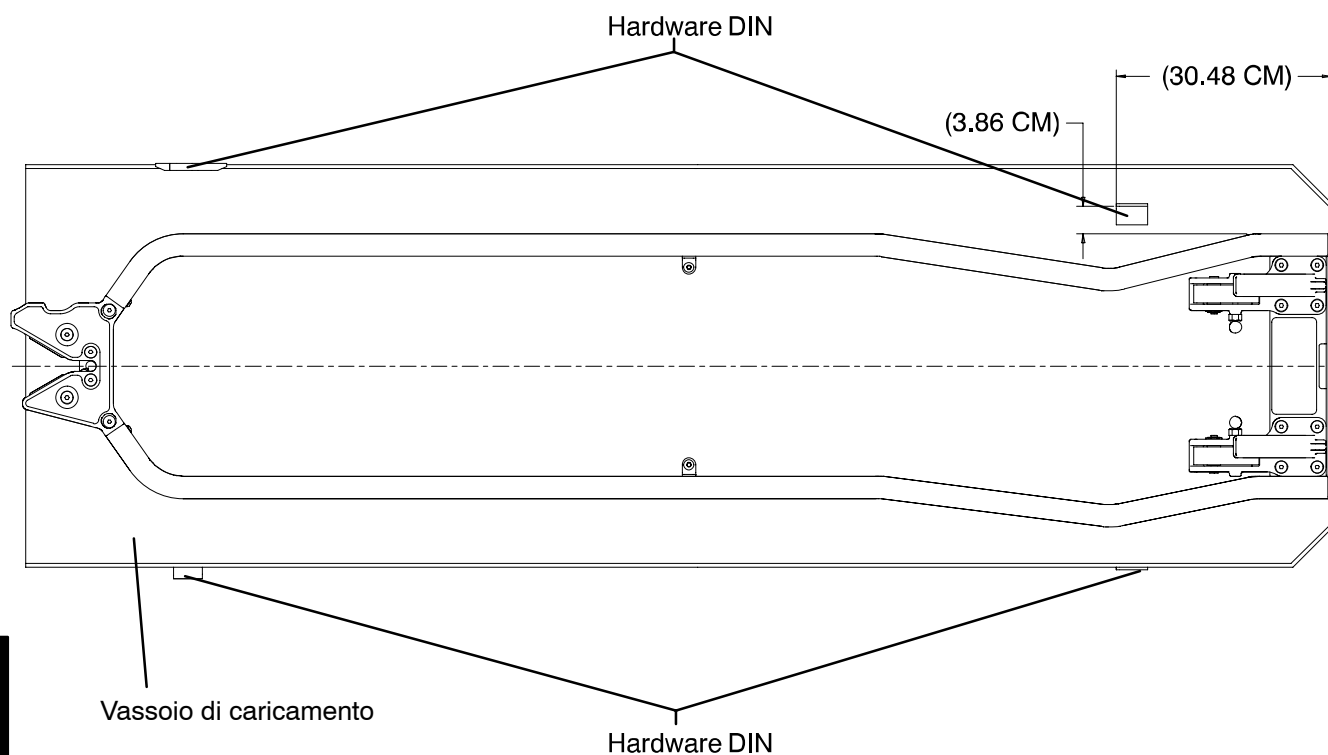 Hardware DIN
(30.48 CM)
(3.86 CM)
Vassoio di caricamento
Hardware DIN